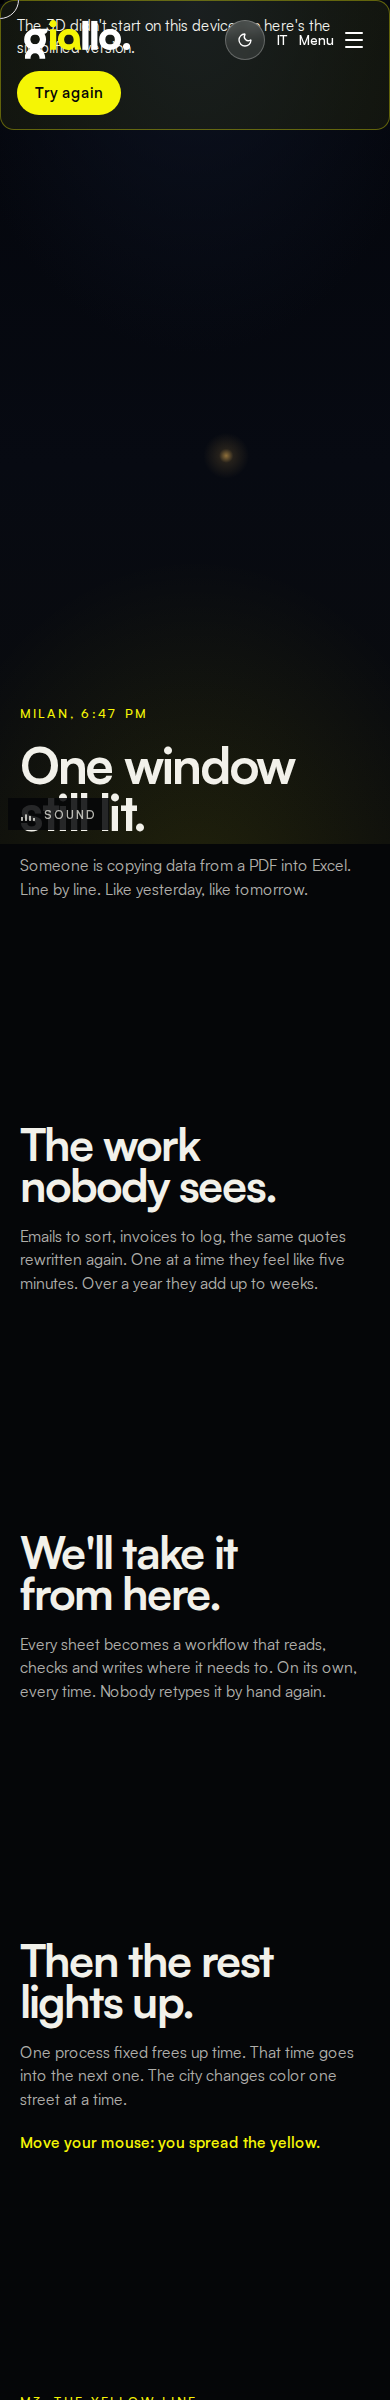 The 3D didn't start on this device, here's the
simplified version.
giallo.
IT Menu
Try again
MILAN, 6:47 PM
One window
still lit.
SOUND
Someone is copying data from a PDF into Excel.
Line by line. Like yesterday, like tomorrow.
The work
nobody sees.
Emails to sort, invoices to log, the same quotes
rewritten again. One at a time they feel like five
minutes. Over a year they add up to weeks.
We'll take it
from here.
Every sheet becomes a workflow that reads,
checks and writes where it needs to. On its own,
every time. Nobody retypes it by hand again.
Then the rest
lights up.
One process fixed frees up time. That time goes
into the next one. The city changes color one
street at a time.
Move your mouse: you spread the yellow.